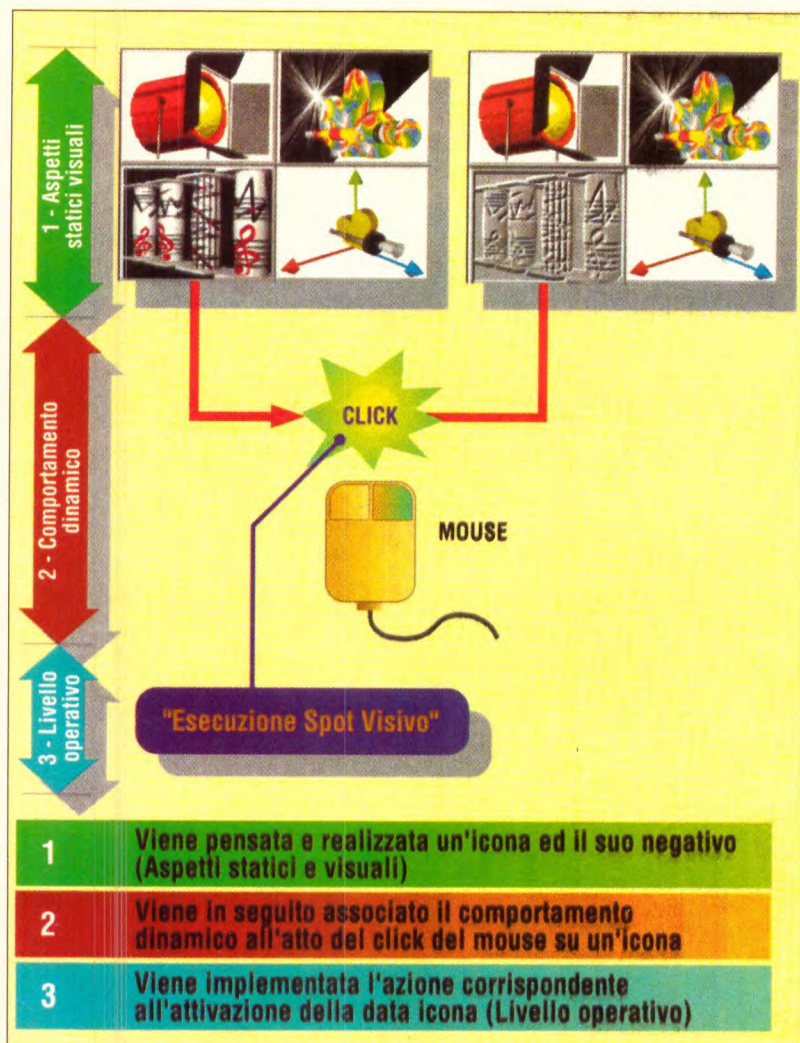 1 - Aspetti
statici visuali
CLICK
2 - Comportamento
dinamico
MOUSE
3 - Livello
operativo
"Esecuzione Spot Visivo"
1
Viene pensata e realizzata un'icona ed il suo negativo
(Aspetti statici e visuali)
2
Viene in seguito associato il comportamento
dinamico all'atto del click del mouse su un'icona
3
Viene implementata l'azione corrispondente
all'attivazione della data icona (Livello operativo)